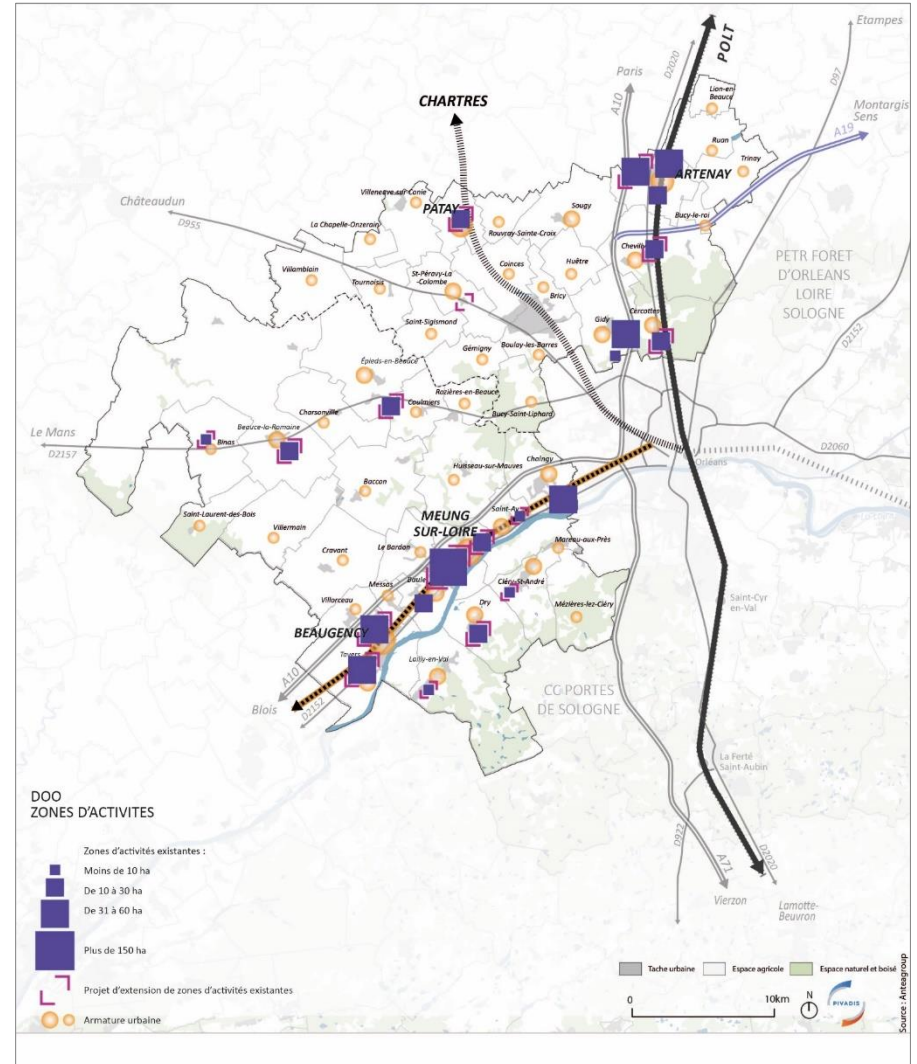 Etampes
POLT
Paris
D2020
D97
A10
Lion-en-
Beauce
CHARTRES
Montargis
Sens
A19
Ruan
Trinay
ARTENAY
Villeneuve sur Conie
Châteaudun
PATAY
Sougy
Bucy-le-roi
La Chapelle-Onzerain
Rouvray-Sainte-Croix
D955
Chevilly
PETR FORET
D'ORLEANS
LOIRE
SOLOGNE
Villamblain
Tournoisis
St-Péravy-La
Colombe
Coinces
Huêtre
Bricy
D2152
Saint-Sigismond
Gidy
Cercottes
Gémigny
Boulay-les-Barres
Épieds-en-Beauce
Coulmiers
Rozières-en-Beauce
Bucy-Saint-Liphard
Charsonville
Le Mans
D2157
Binas
Beauce-la-Romaine
D2060
Orléans
Chaingy
Huisseau-sur-Mauves
Baccon
Saint-Laurent-des-Bois
Villermain
MEUNG
SUR-LOIRE
Saint-Ay
Mareau-aux-Prés
Cravant
Le Bardon
Cléry-St-André
Messas
Baule
Villorceau
Dry
Mézières-lez-Cléry
Saint-Cyr
en-Val
BEAUGENCY
Tavers
Lailly-en-Val
A10
Blois
D2152
CC PORTES
DE SOLOGNE
La Ferté
Saint-Aubin
D922
A71
D2020
Vierzon
Lamotte-
Beuvron
DOO
ZONES D'ACTIVITES
Zones d'activités existantes :
Moins de 10 ha
De 10 à 30 ha
De 31 à 60 ha
Plus de 150 ha
Projet d'extension de zones d'activités existantes
Armature urbaine
Tache urbaine
Espace agricole
Espace naturel et boisé
0
10km
N
PIVADIS
Source : Anteagroup